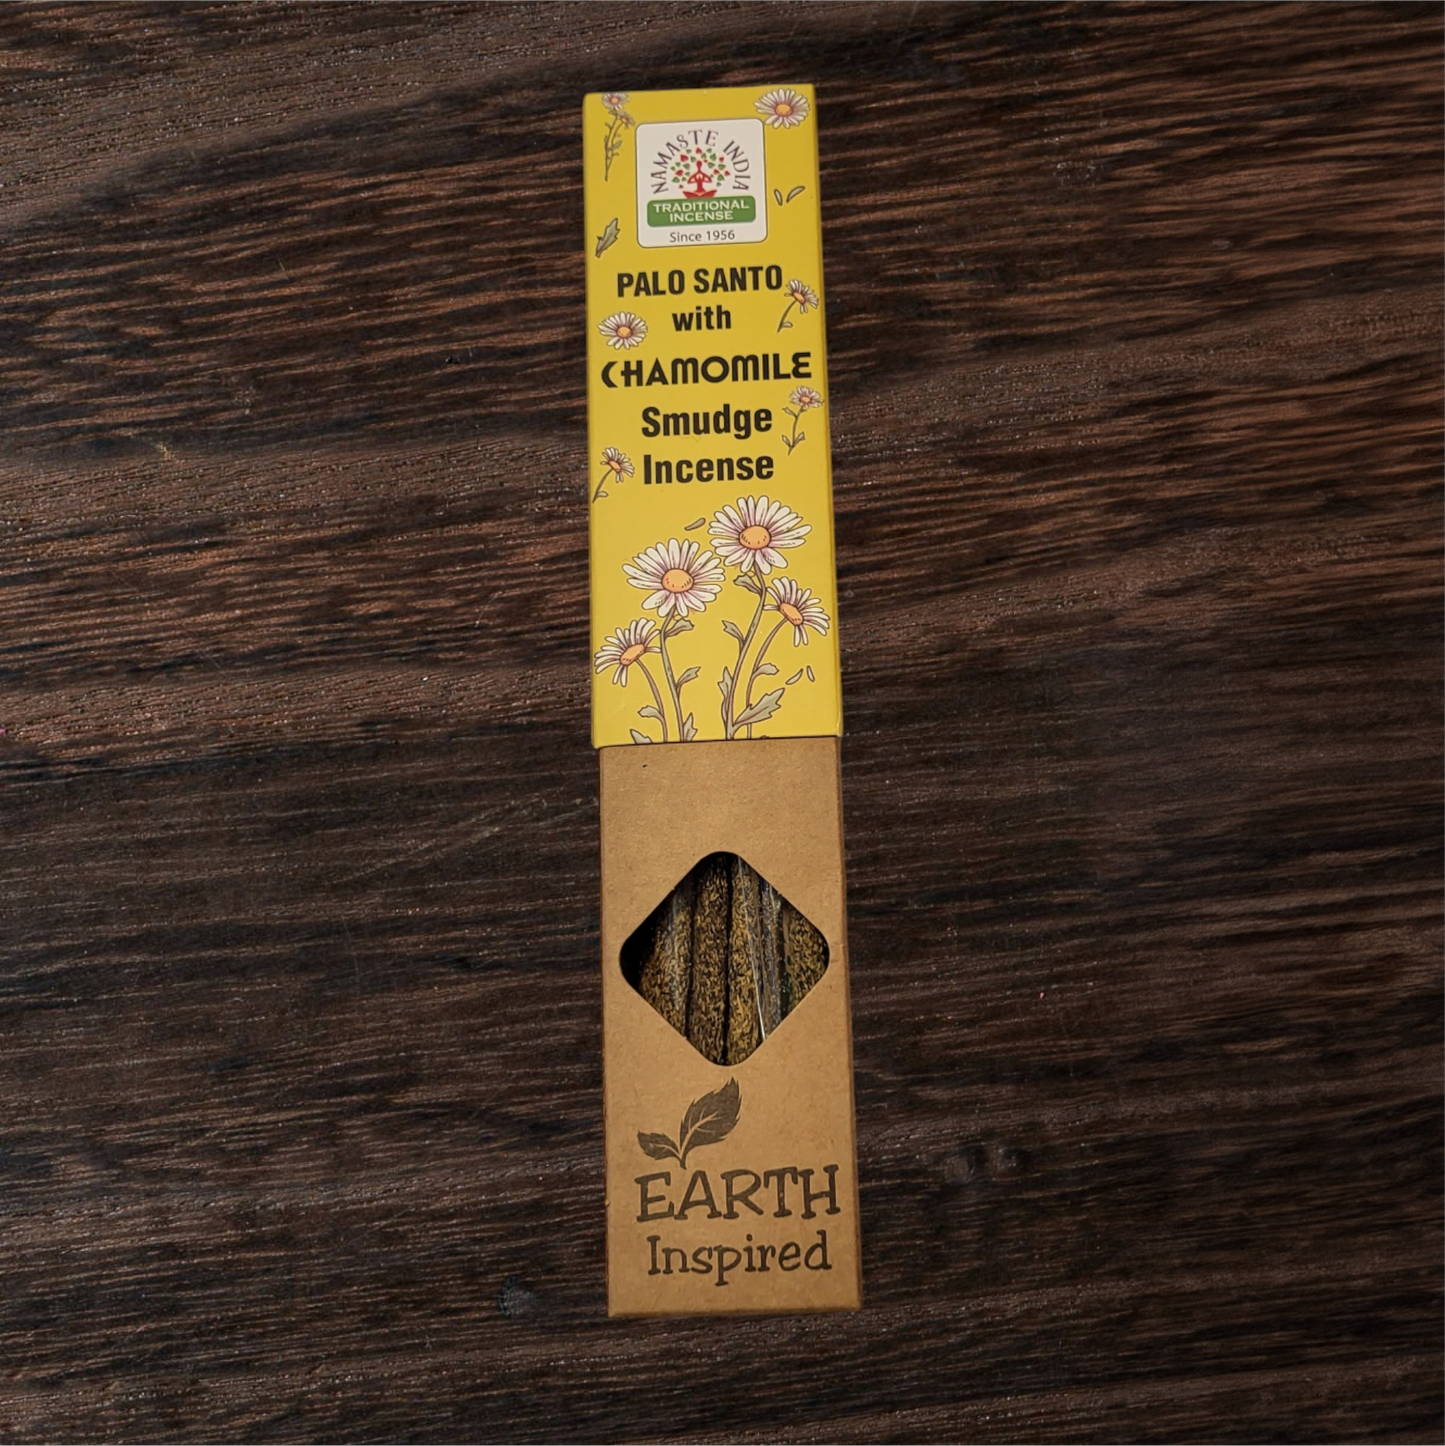 NAMASTE INDIA
TRADITIONAL
INCENSE
Since 1956
PALO SANTO
with
CHAMOMILE
Smudge
Incense
EARTH
Inspired